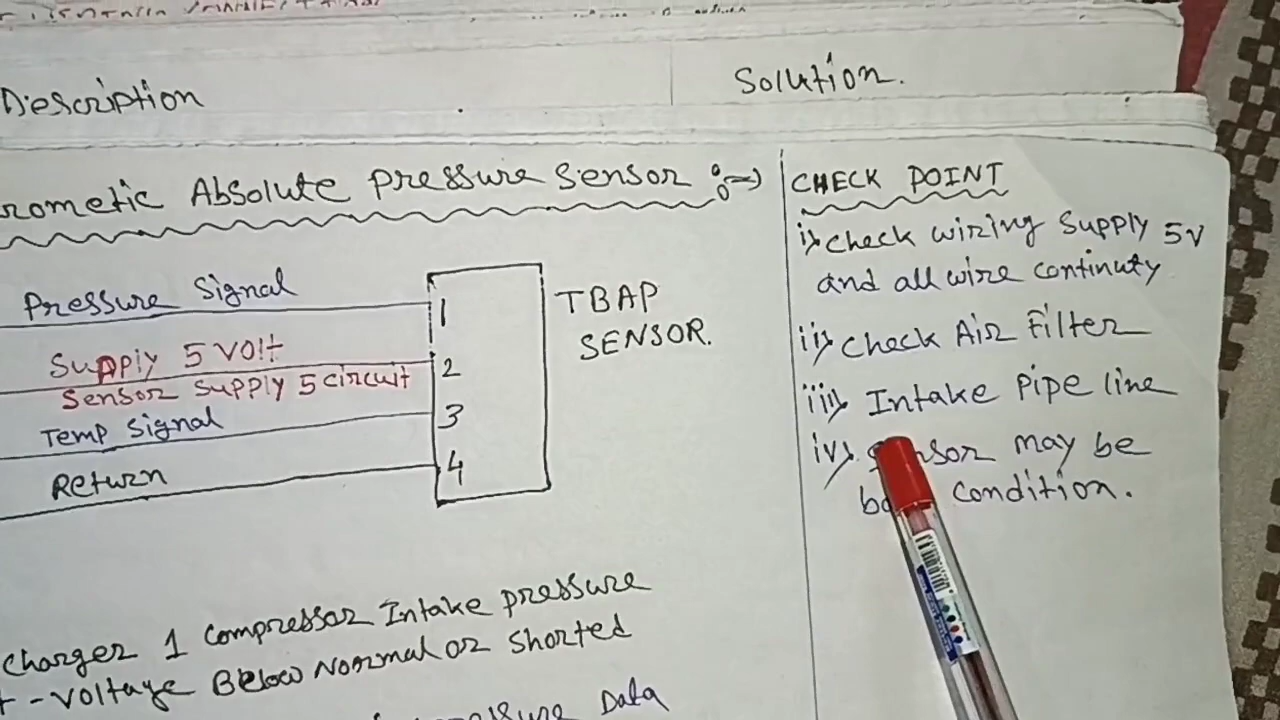 Description
Solution.
rometic Absolute Pressure Sensor
CHECK POINT
i) Check wiring Supply 5V
and all wire continuty
ii) Check Air Filter
iii) Intake Pipe line
iv) nsor may be
condition.
Pressure Signal
Supply 5 Volt
Sensor Supply 5 circuit
Temp Signal
Return
1
2
3
4
TBAP
SENSOR.
Charger 1 Compressor Intake pressure
t - Voltage Below Normal or Shorted
Data